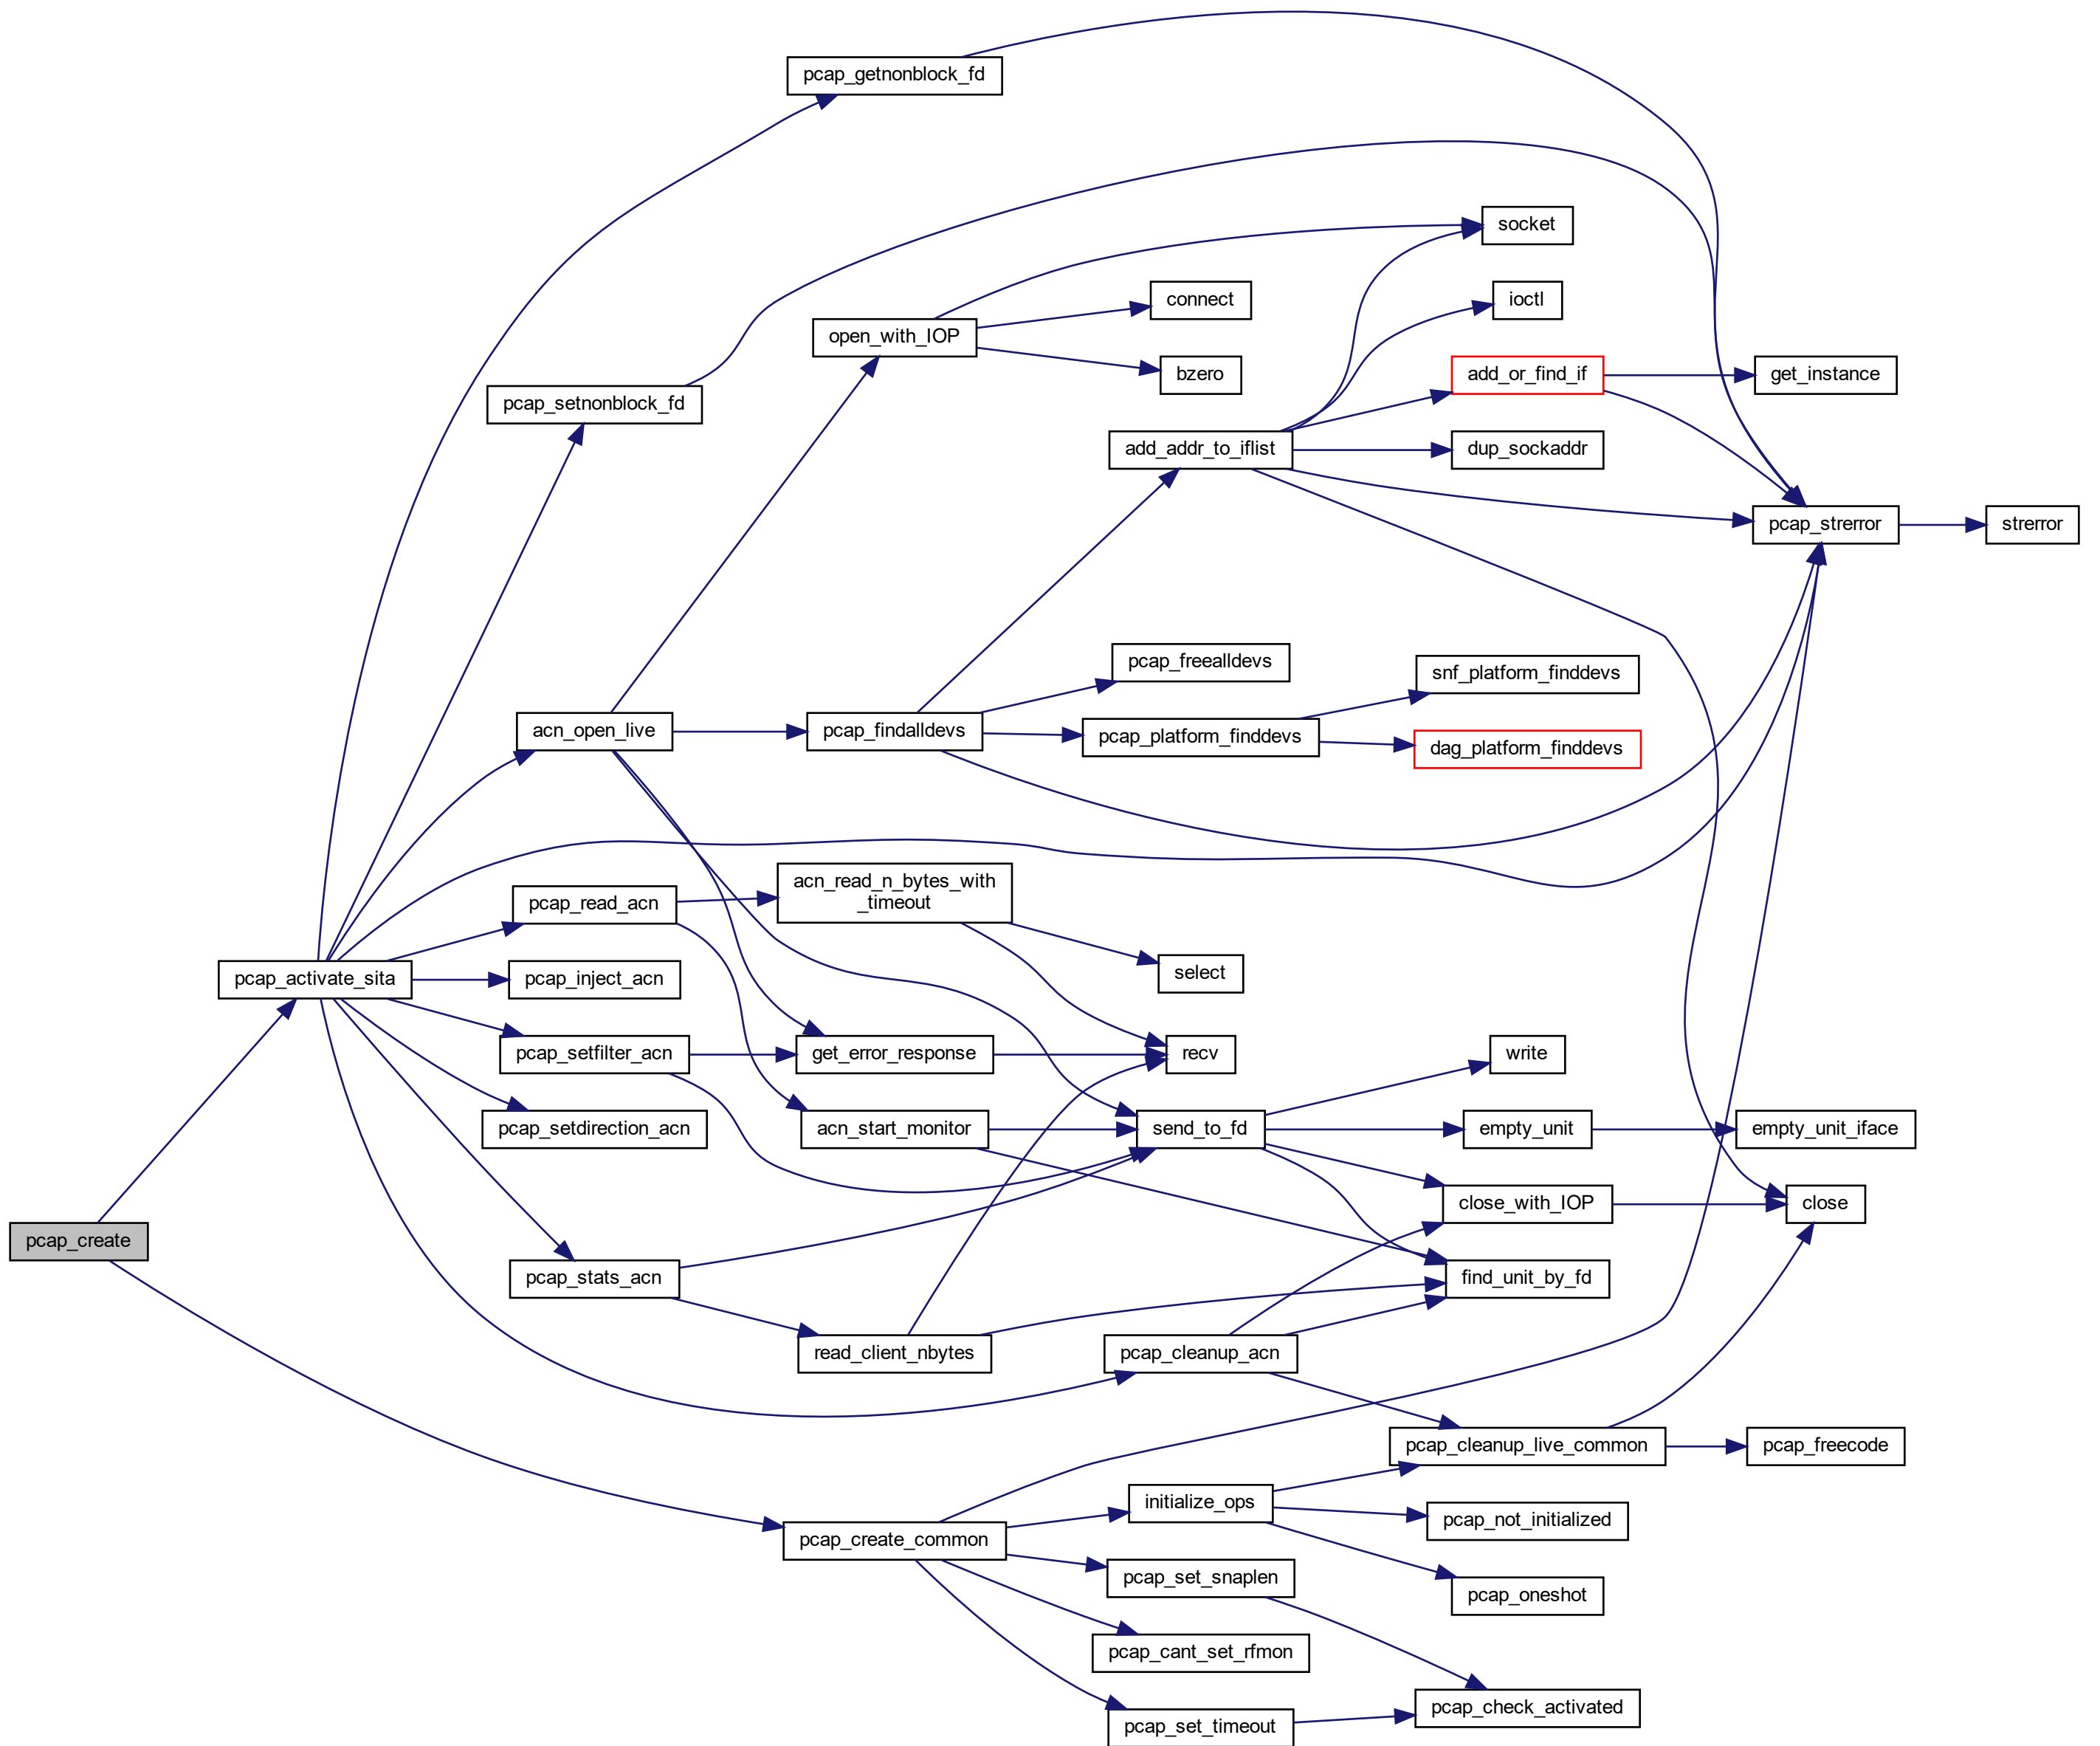 pcap_getnonblock_fd
socket
connect
ioctl
open_with_IOP
bzero
add_or_find_if
get_instance
pcap_setnonblock_fd
add_addr_to_iflist
dup_sockaddr
pcap_strerror
strerror
pcap_freealldevs
snf_platform_finddevs
acn_open_live
pcap_findalldevs
pcap_platform_finddevs
dag_platform_finddevs
acn_read_n_bytes_with
_timeout
pcap_read_acn
select
pcap_activate_sita
pcap_inject_acn
pcap_setfilter_acn
get_error_response
recv
write
pcap_setdirection_acn
acn_start_monitor
send_to_fd
empty_unit
empty_unit_iface
close_with_IOP
close
pcap_create
pcap_stats_acn
find_unit_by_fd
read_client_nbytes
pcap_cleanup_acn
pcap_cleanup_live_common
pcap_freecode
initialize_ops
pcap_not_initialized
pcap_create_common
pcap_set_snaplen
pcap_oneshot
pcap_cant_set_rfmon
pcap_check_activated
pcap_set_timeout